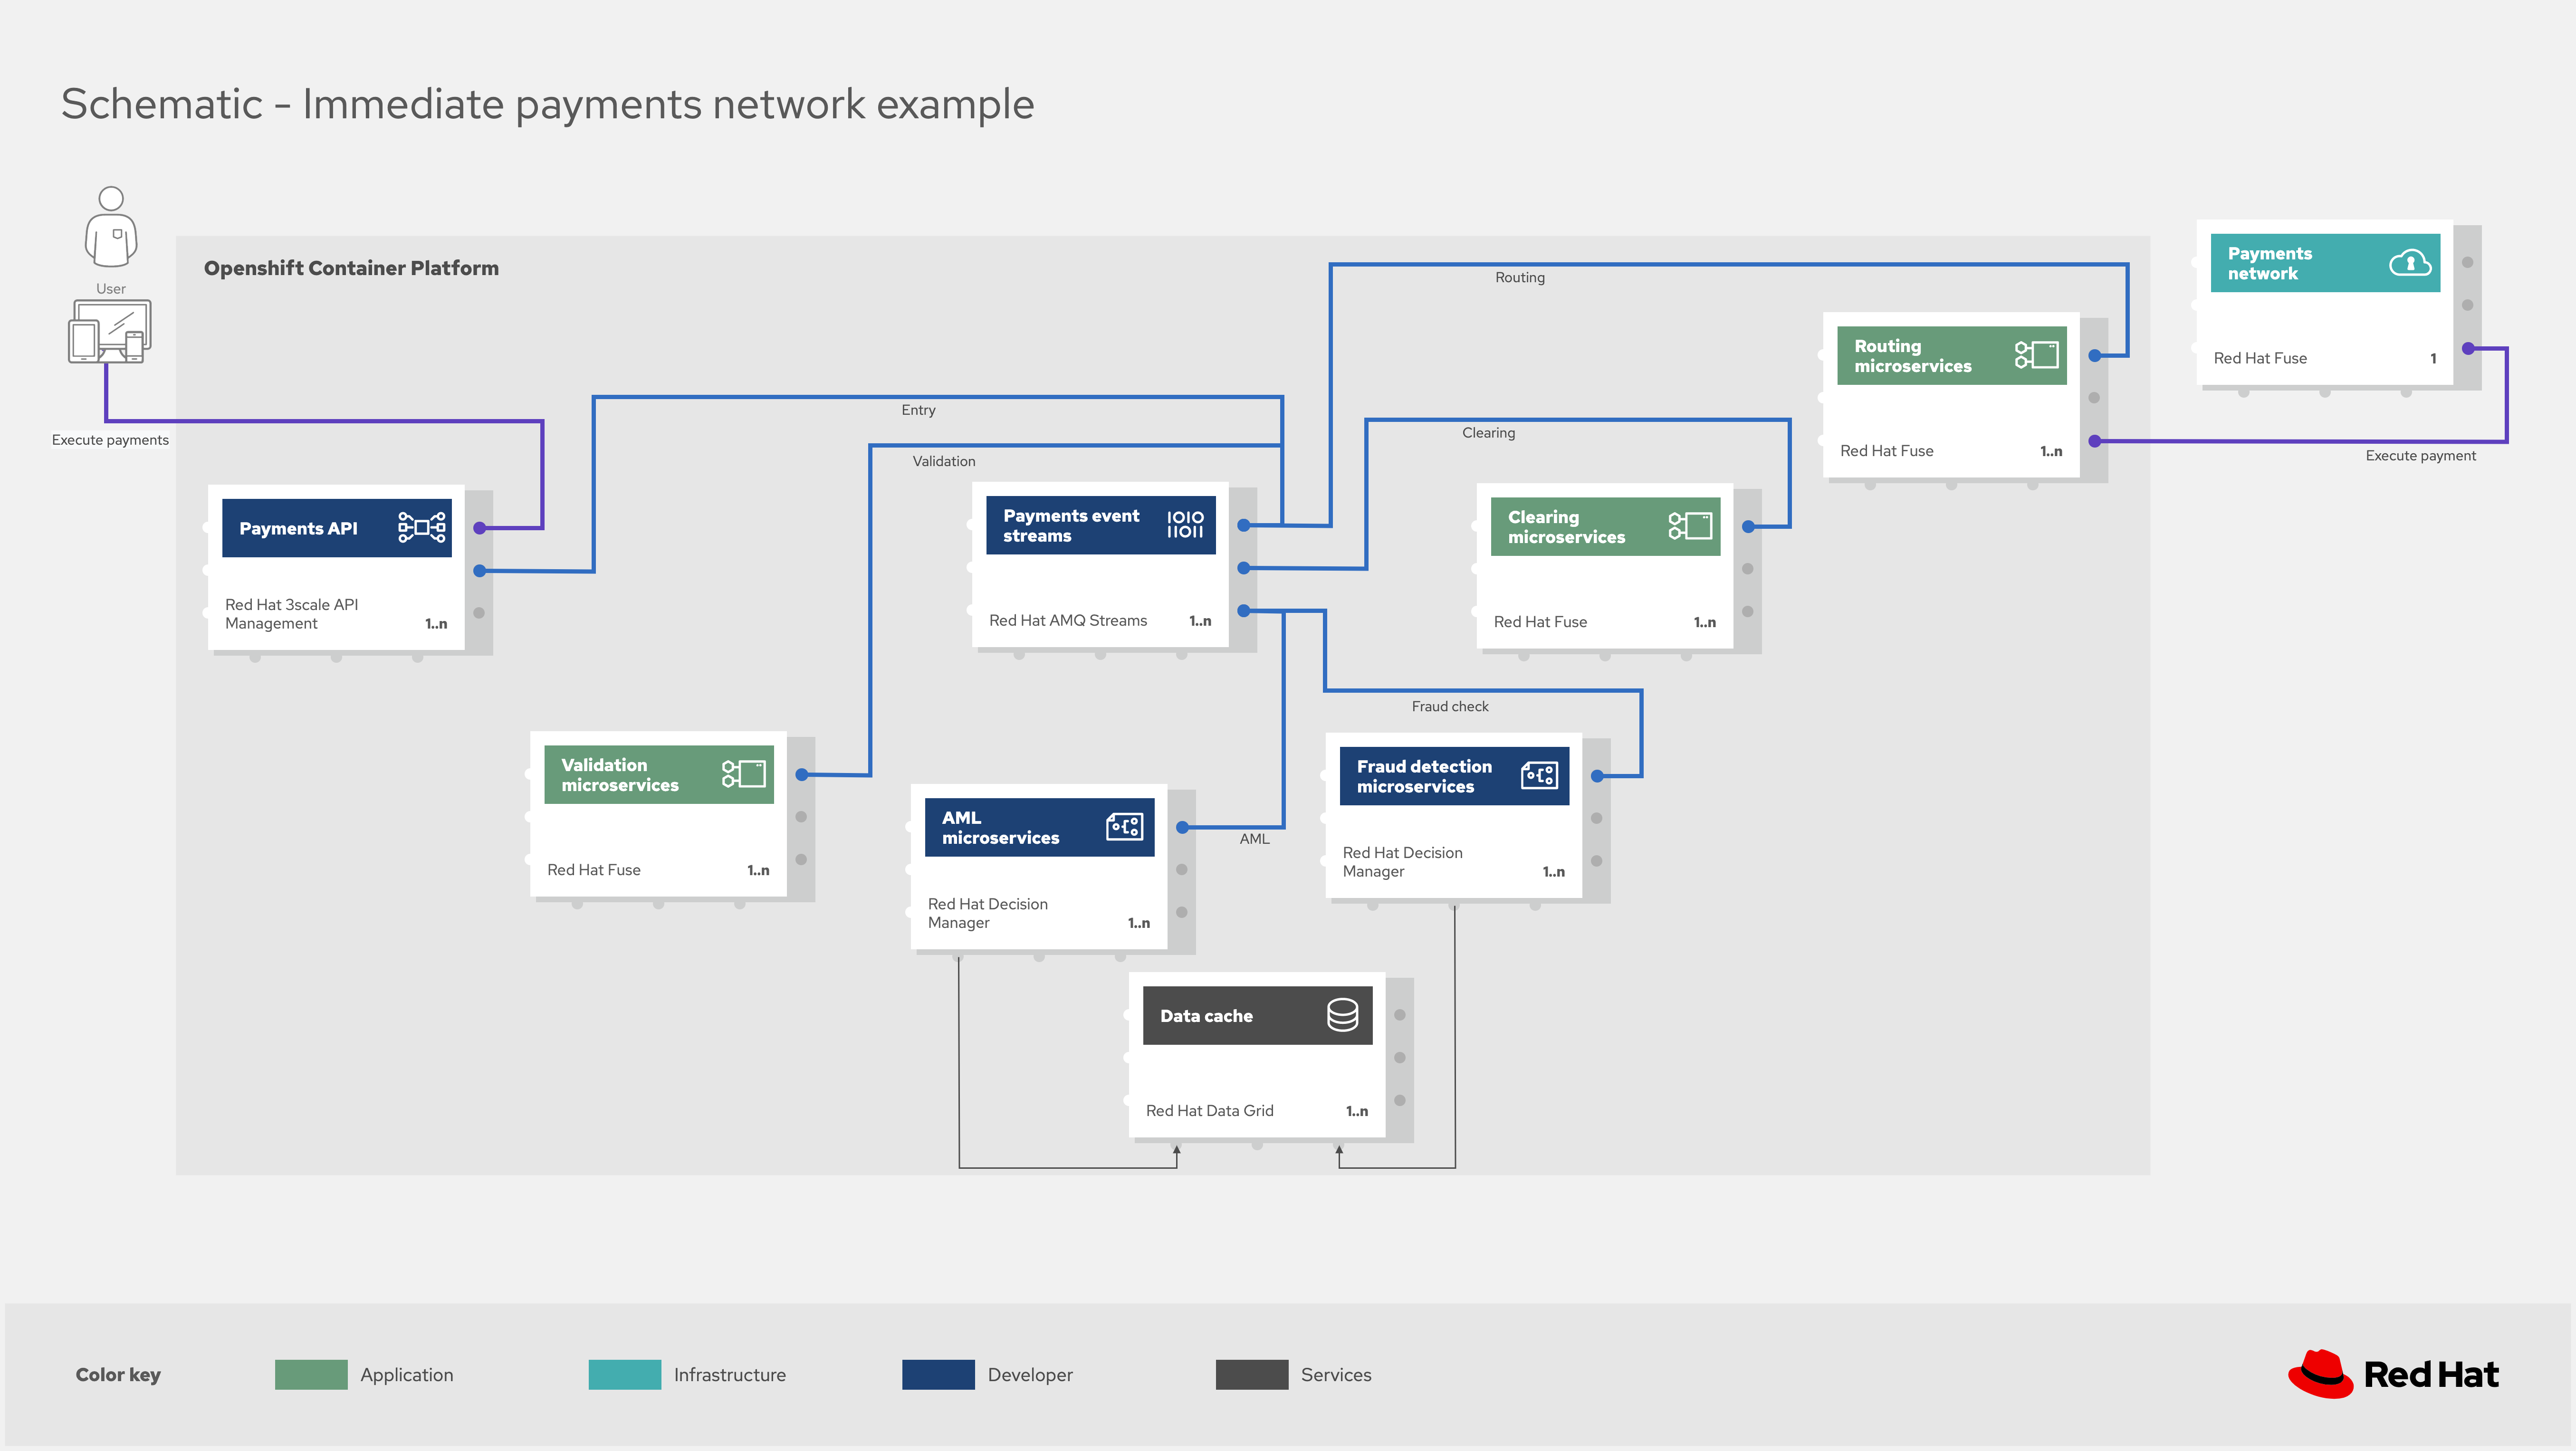 Schematic - Immediate payments network example
User
Execute payments
Openshift Container Platform
Routing
Entry
Validation
Clearing
Payments
network
Red Hat Fuse
1
Execute payment
Routing
microservices
Red Hat Fuse
1..n
Payments API
Red Hat 3scale API
Management
1..n
Payments event
streams
IOIO
IIOII
Red Hat AMQ Streams
1..n
Clearing
microservices
Red Hat Fuse
1..n
Fraud check
Validation
microservices
Red Hat Fuse
1..n
AML
microservices
Red Hat Decision
Manager
1..n
AML
Fraud detection
microservices
Red Hat Decision
Manager
1..n
Data cache
Red Hat Data Grid
1..n
Color key
Application
Infrastructure
Developer
Services
Red Hat